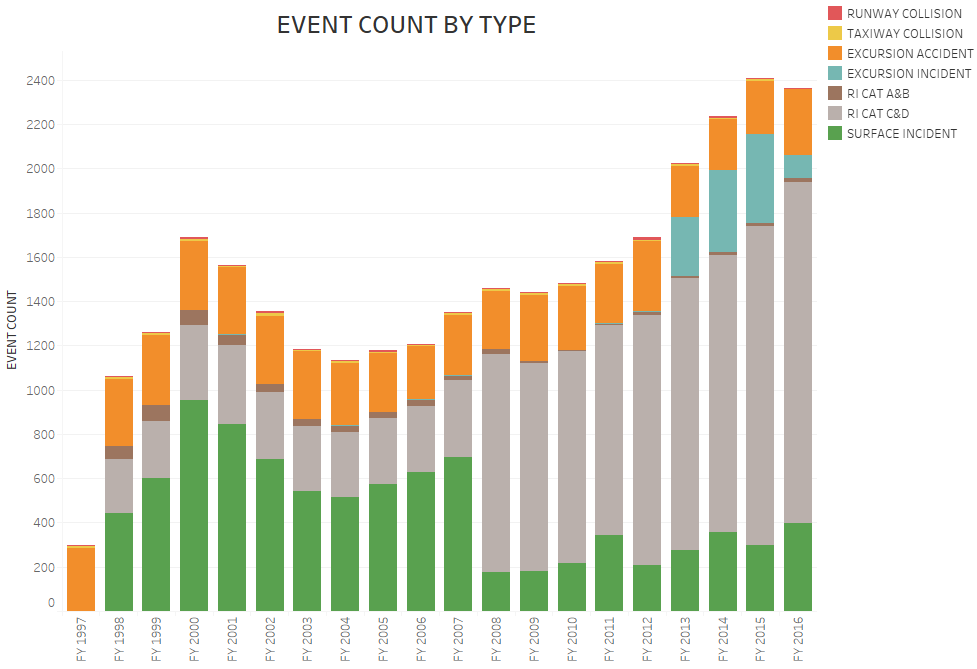 EVENT COUNT BY TYPE
RUNWAY COLLISION
TAXIWAY COLLISION
EXCURSION ACCIDENT
EXCURSION INCIDENT
RI CAT A&B
RI CAT C&D
SURFACE INCIDENT
EVENT COUNT
2400
2200
2000
1800
1600
1400
1200
1000
800
600
400
200
0
FY 1997
FY 1998
FY 1999
FY 2000
FY 2001
FY 2002
FY 2003
FY 2004
FY 2005
FY 2006
FY 2007
FY 2008
FY 2009
FY 2010
FY 2011
FY 2012
FY 2013
FY 2014
FY 2015
FY 2016